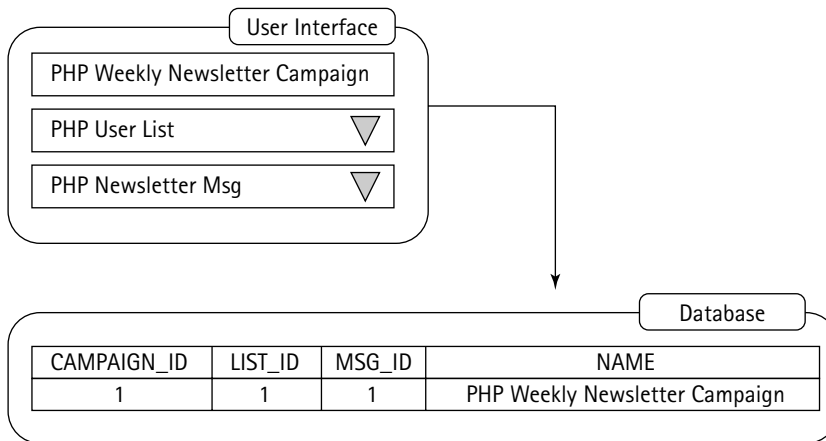 User Interface
PHP Weekly Newsletter Campaign
PHP User List
PHP Newsletter Msg
Database
CAMPAIGN_ID LIST_ID MSG_ID NAME
1 1 1 PHP Weekly Newsletter Campaign